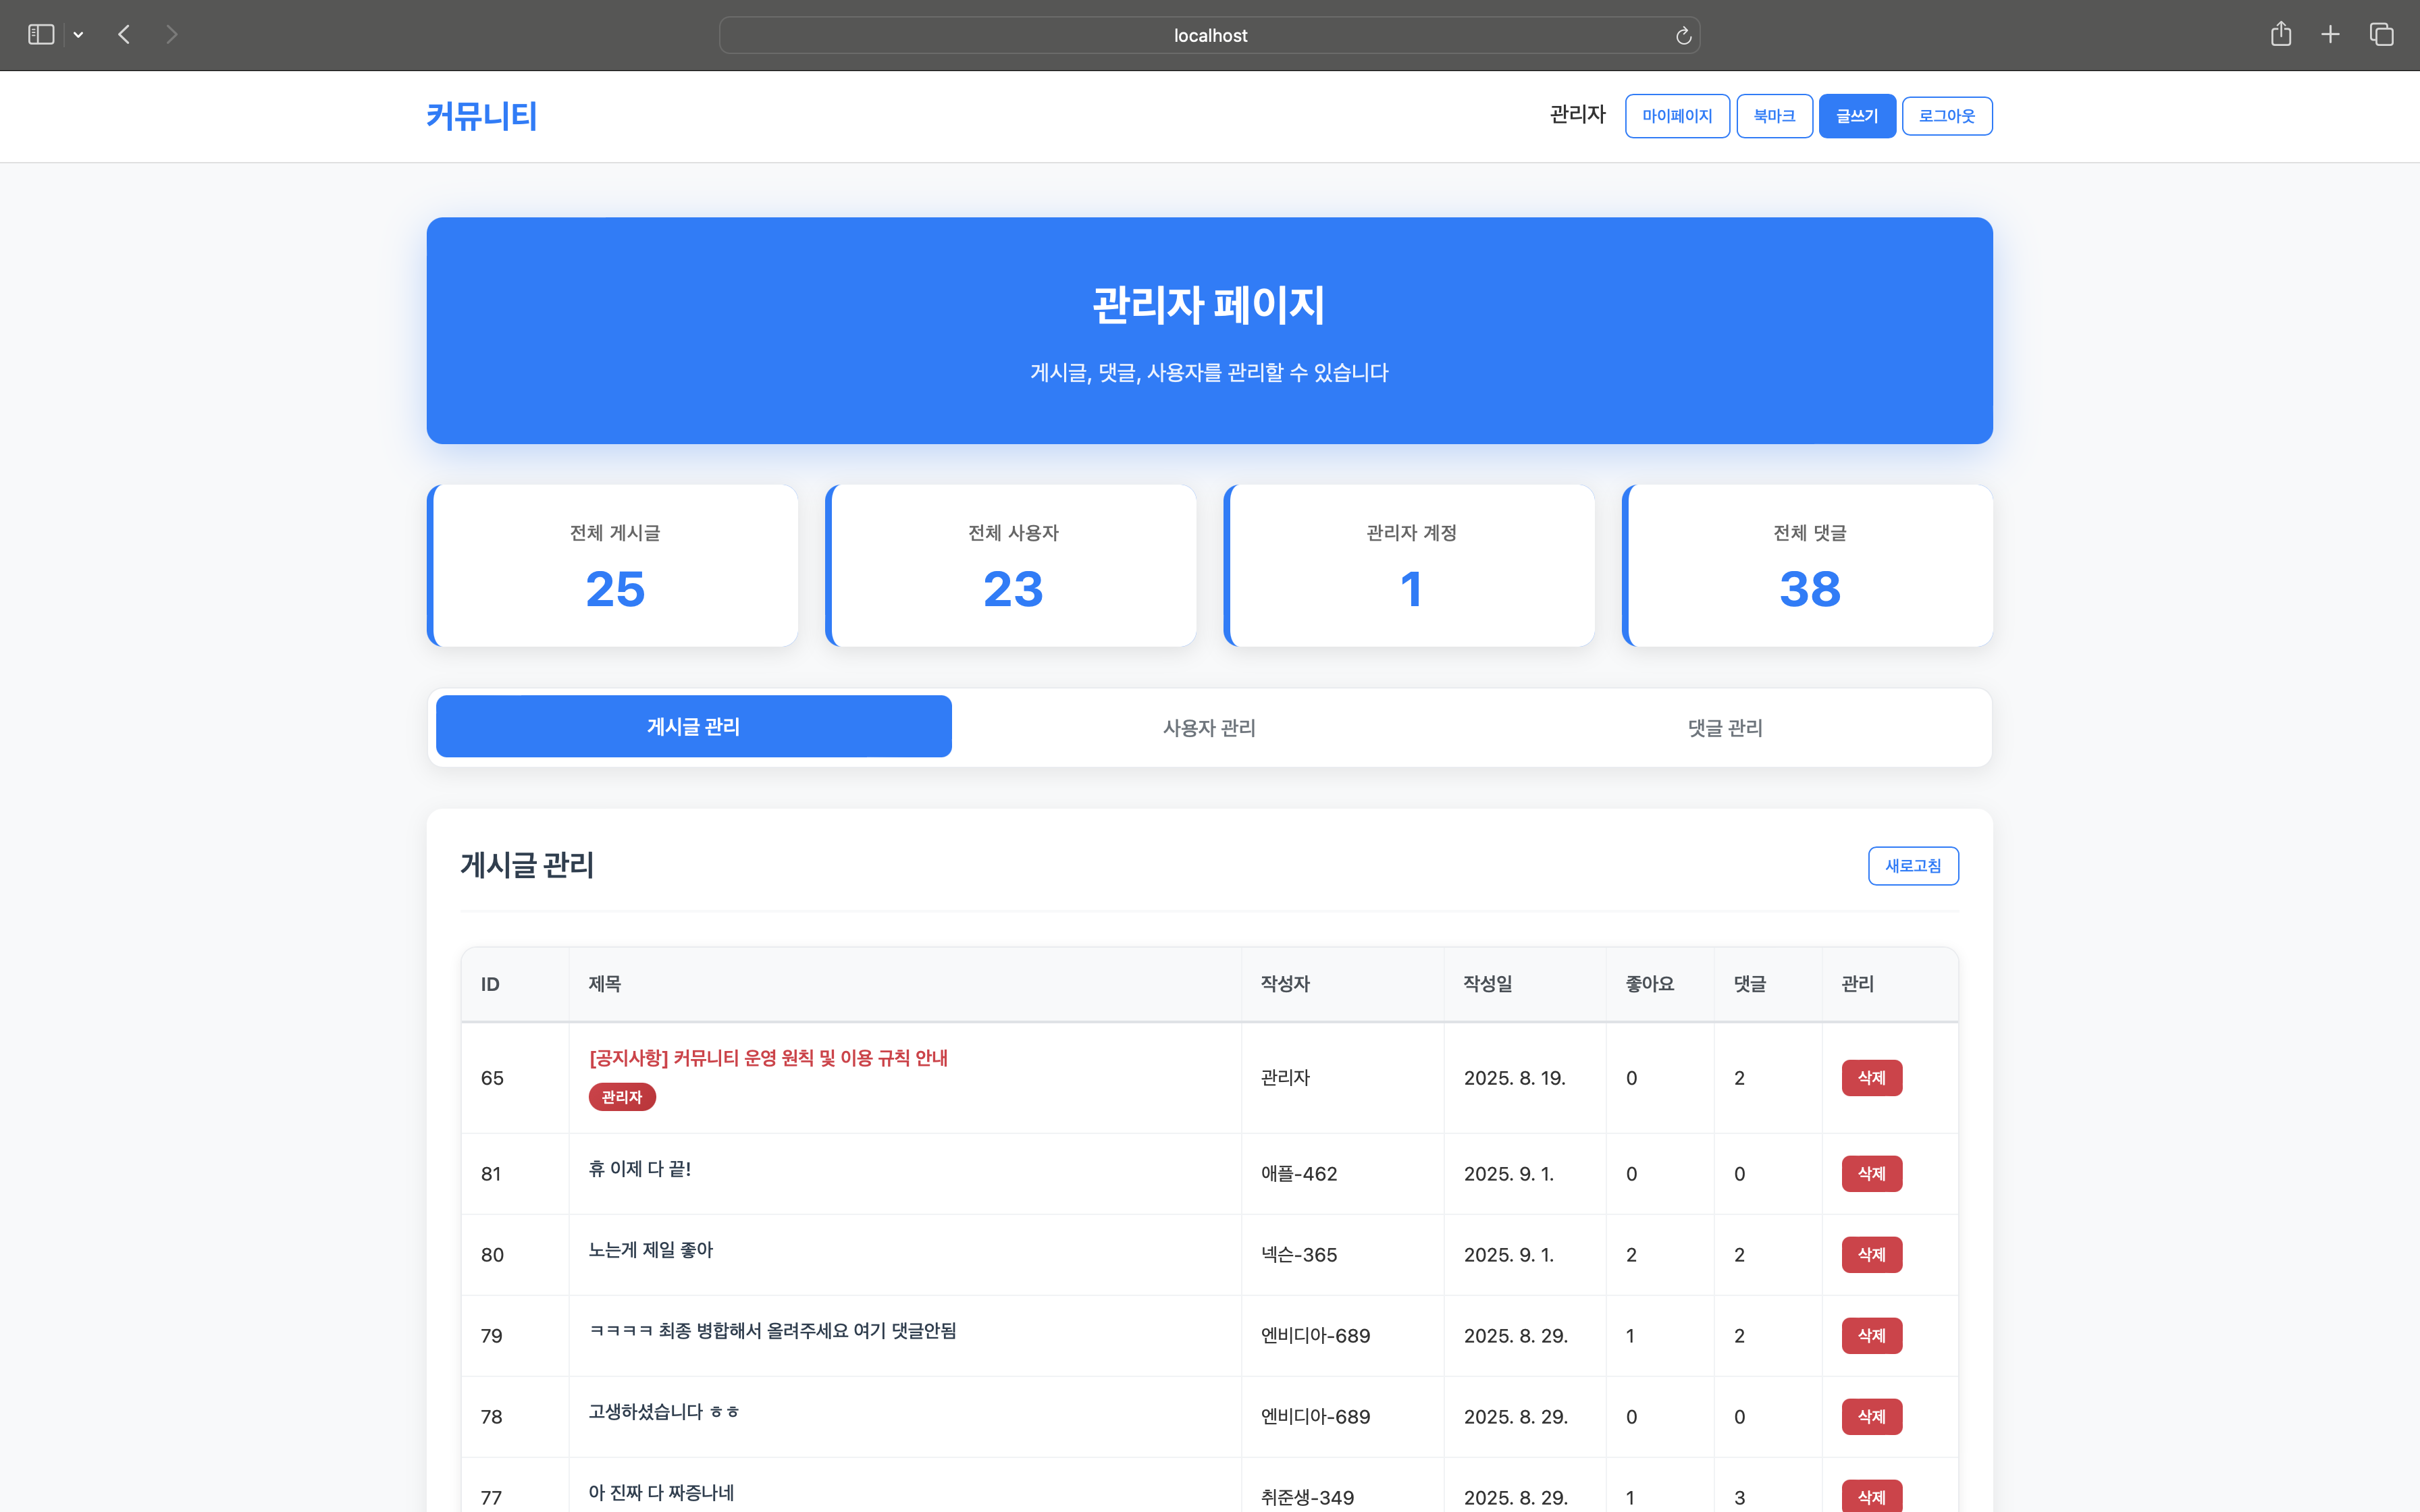 localhost
커뮤니티
관리자 마이페이지 북마크 글쓰기 로그아웃
관리자 페이지
게시글, 댓글, 사용자를 관리할 수 있습니다
전체 게시글 전체 사용자 관리자 계정 전체 댓글
25 23 1 38
게시글 관리 사용자 관리 댓글 관리
게시글 관리 새로고침
ID 제목 작성자 작성일 좋아요 댓글 관리
[공지사항] 커뮤니티 운영 원칙 및 이용 규칙 안내
65 관리자 2025. 8. 19. 0 2 삭제
관리자
81 휴 이제 다 끝! 애플-462 2025. 9. 1. 0 0 삭제
80 노는게 제일 좋아 넥슨-365 2025. 9. 1. 2 2 삭제
79 ㅋㅋㅋㅋ 최종 병합해서 올려주세요 여기 댓글안됨 엔비디아-689 2025. 8. 29. 1 2 삭제
78 고생하셨습니다 ㅎㅎ 엔비디아-689 2025. 8. 29. 0 0 삭제
77 아 진짜 다 짜증나네 취준생-349 2025. 8. 29. 1 3 삭제